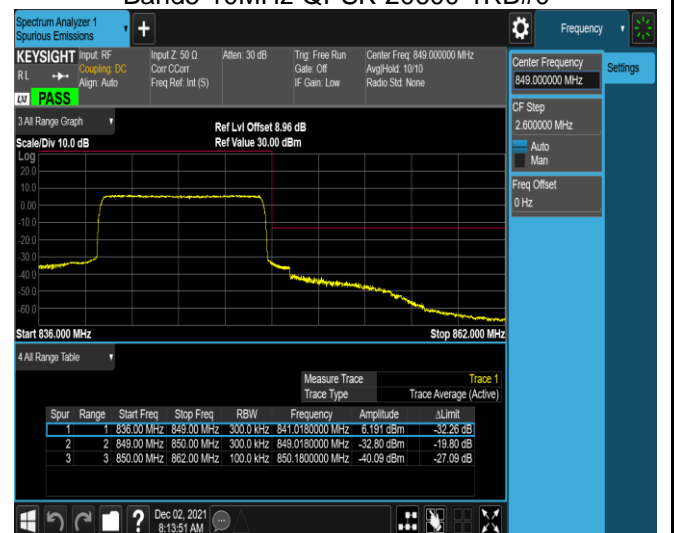 Spectrum Analyzer 1
Spurious Emissions
Frequency
KEYSIGHT Input: RF Input Z: 50 Ω Atten: 30 dB Trig: Free Run Center Freq: 849.000000 MHz
RL Coupling: DC Corr CCorr Gate: Off Avg|Hold: 10/10
Align: Auto Freq Ref: Int (S) IF Gain: Low Radio Std: None
LXI PASS
Center Frequency
849.000000 MHz
Settings
CF Step
2.600000 MHz
Auto
Man
Freq Offset
0 Hz
3 All Range Graph
Ref Lvl Offset 8.96 dB
Scale/Div 10.0 dB Ref Value 30.00 dBm
Log
20.0
10.0
0.00
-10.0
-20.0
-30.0
-40.0
-50.0
-60.0
Start 836.000 MHz Stop 862.000 MHz
4 All Range Table
Measure Trace Trace 1
Trace Type Trace Average (Active)
Spur Range Start Freq Stop Freq RBW Frequency Amplitude ΔLimit
1 1 836.00 MHz 849.00 MHz 300.0 kHz 841.0180000 MHz 6.191 dBm -32.26 dB
2 2 849.00 MHz 850.00 MHz 300.0 kHz 849.0180000 MHz -32.80 dBm -19.80 dB
3 3 850.00 MHz 862.00 MHz 100.0 kHz 850.1800000 MHz -40.09 dBm -27.09 dB
Dec 02, 2021
8:13:51 AM